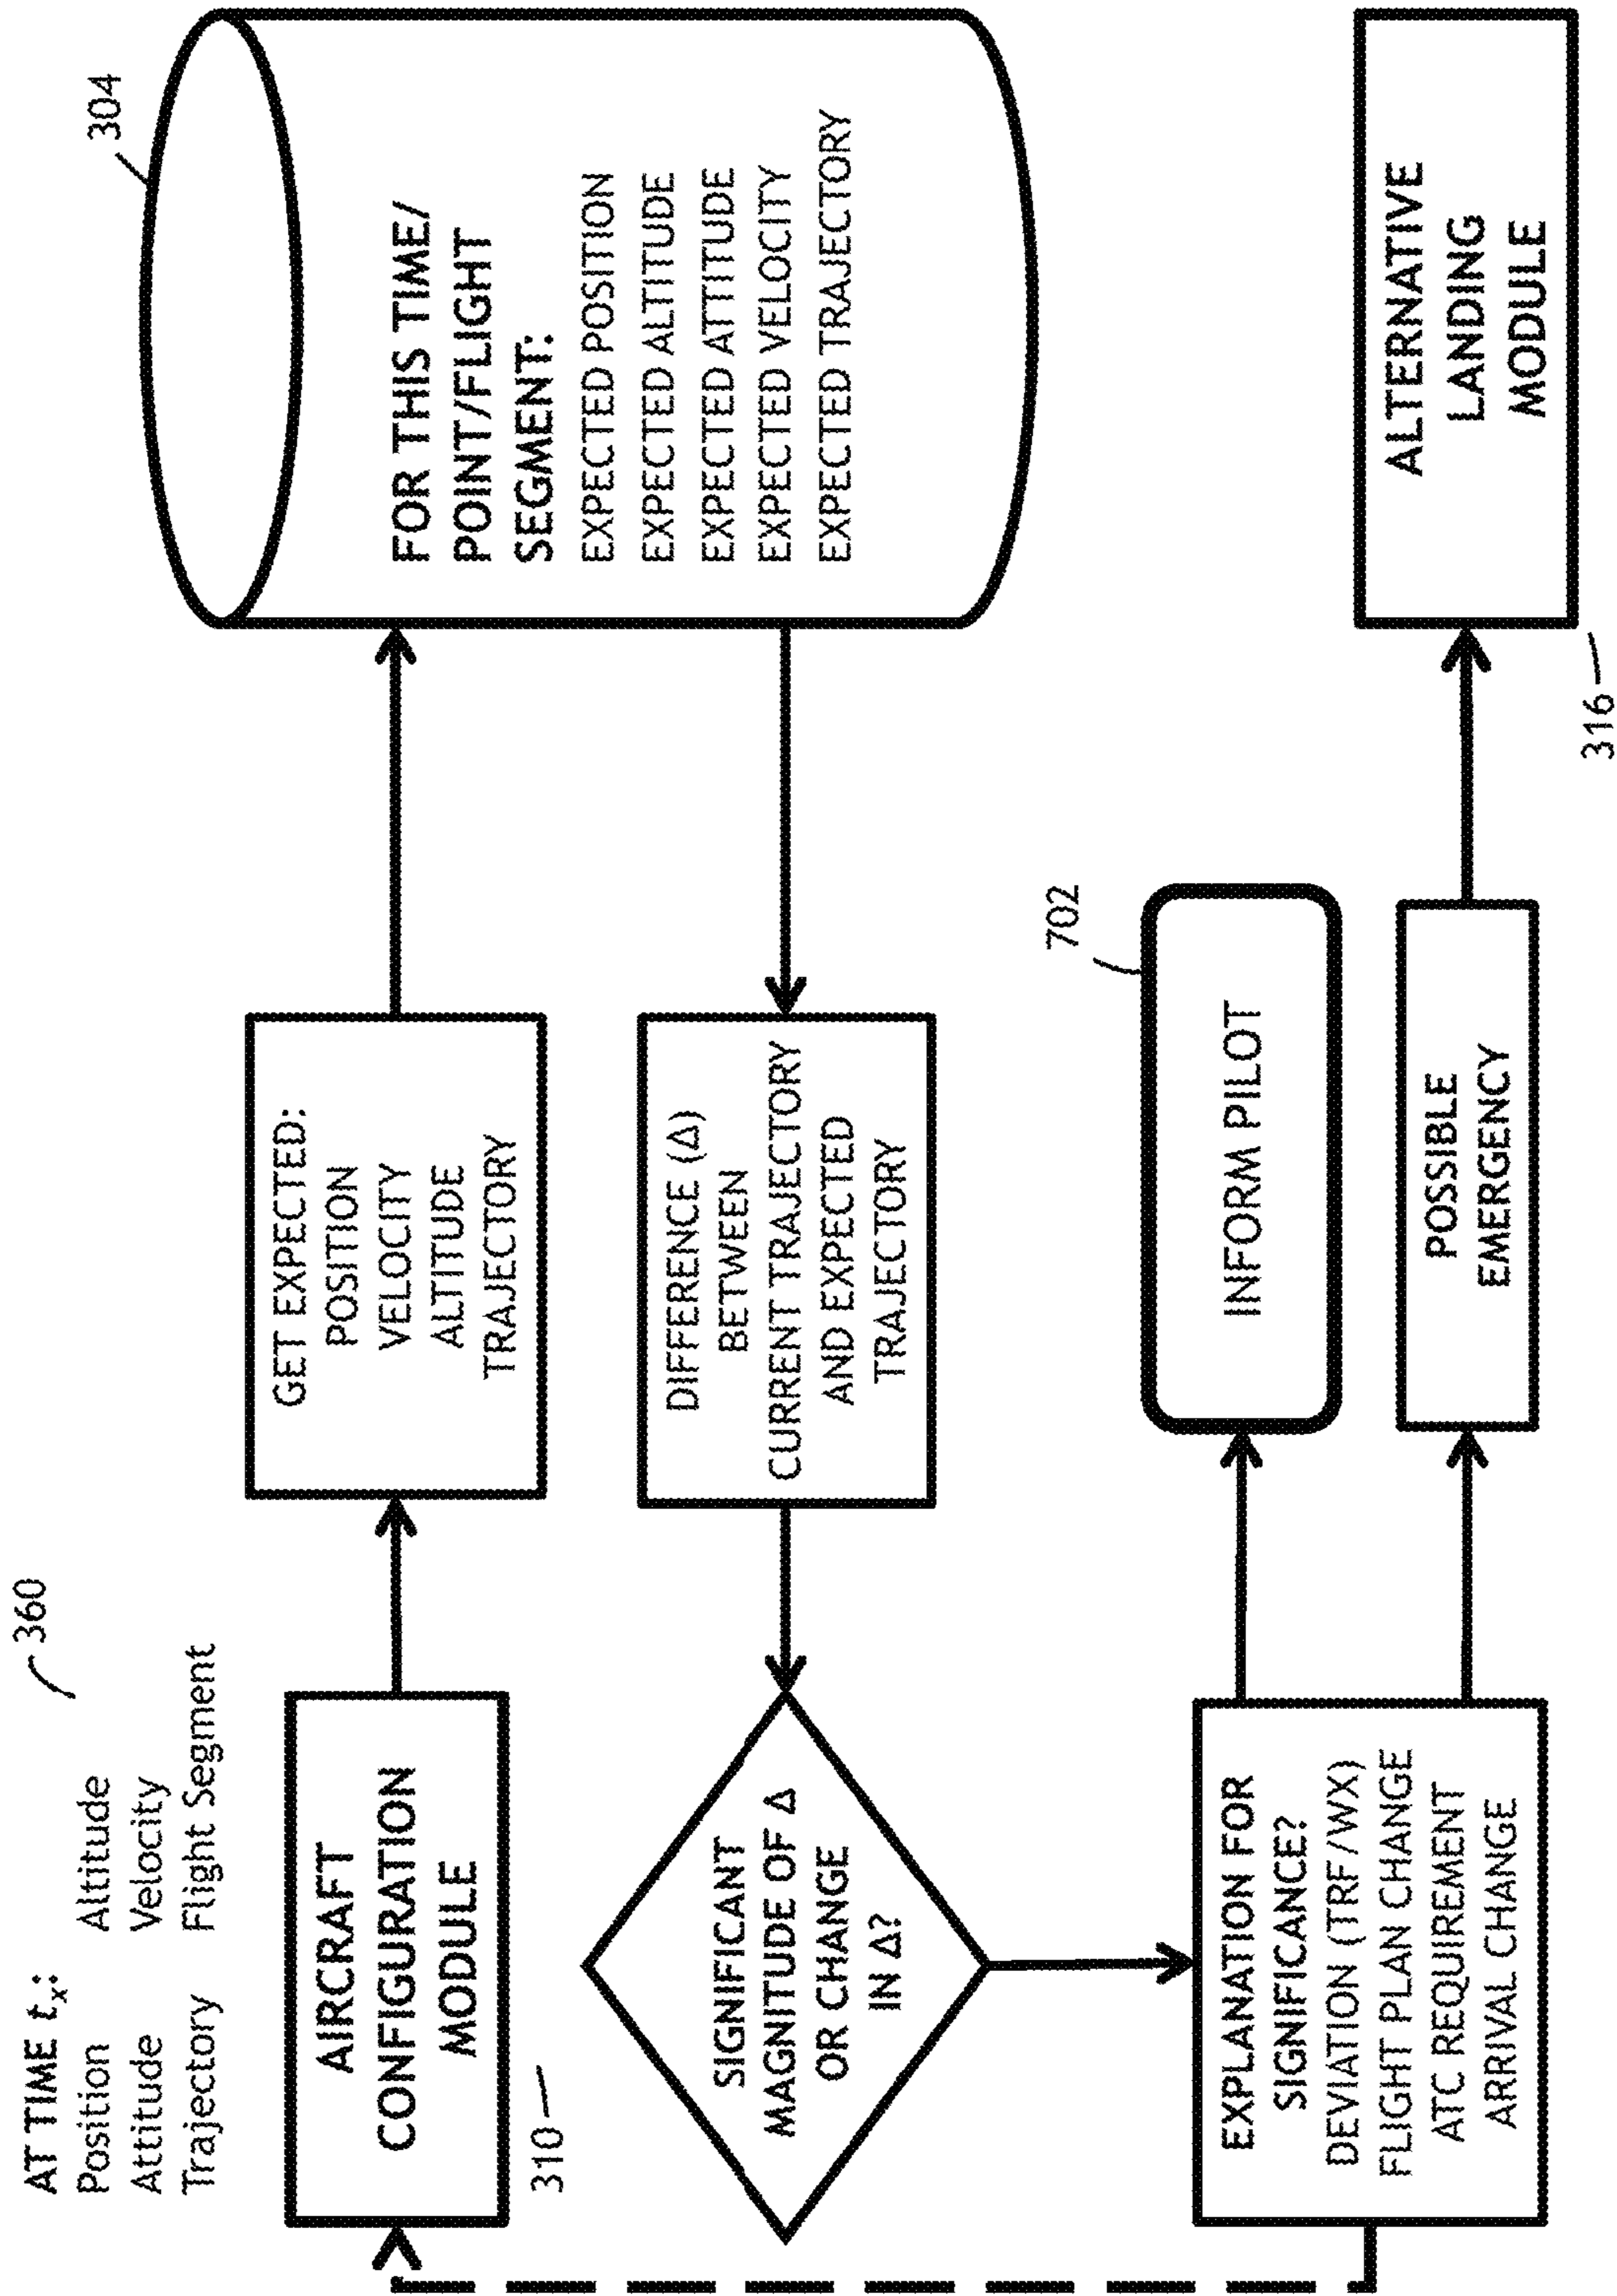 360
AT TIME tx:
Position Altitude
Attitude Velocity
Trajectory Flight Segment
AIRCRAFT
CONFIGURATION
MODULE
310
GET EXPECTED:
POSITION
VELOCITY
ALTITUDE
TRAJECTORY
304
FOR THIS TIME/
POINT/FLIGHT
SEGMENT:
EXPECTED POSITION
EXPECTED ALTITUDE
EXPECTED ATTITUDE
EXPECTED VELOCITY
EXPECTED TRAJECTORY
DIFFERENCE (Δ)
BETWEEN
CURRENT TRAJECTORY
AND EXPECTED
TRAJECTORY
SIGNIFICANT
MAGNITUDE OF Δ
OR CHANGE
IN Δ?
EXPLANATION FOR
SIGNIFICANCE?
DEVIATION (TRF/WX)
FLIGHT PLAN CHANGE
ATC REQUIREMENT
ARRIVAL CHANGE
702
INFORM PILOT
POSSIBLE
EMERGENCY
ALTERNATIVE
LANDING
MODULE
316